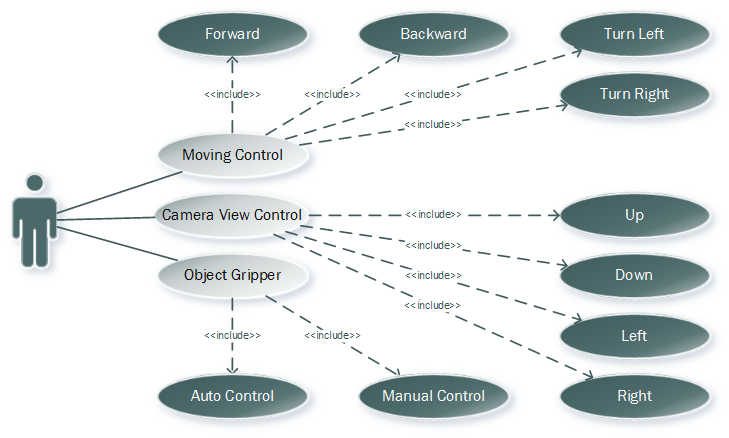 Forward
Backward
Turn Left
<<include>>
<<include>>
<<include>>
Turn Right
<<include>>
Moving Control
Camera View Control
<<include>>
Up
<<include>>
Object Gripper
<<include>>
Down
<<include>>
<<include>>
<<include>>
Left
Auto Control
Manual Control
Right